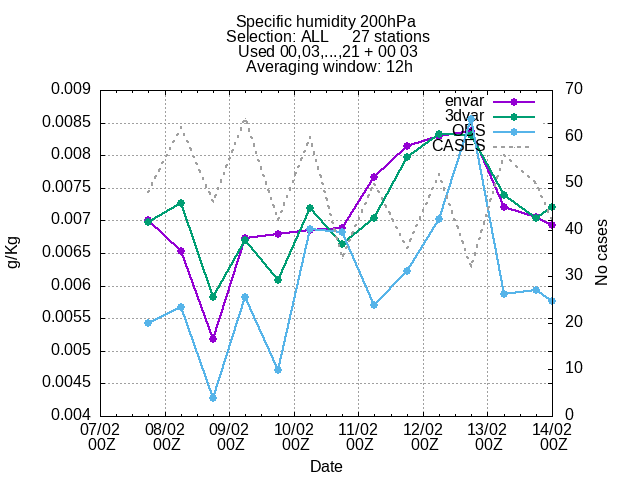 Specific humidity 200hPa
Selection: ALL 27 stations
Used 00,03,...,21 + 00 03
Averaging window: 12h
0.009
0.0085
0.008
0.0075
0.007
0.0065
0.006
0.0055
0.005
0.0045
0.004
g/Kg
envar
3dvar
OBS
CASES
70
60
50
40
30
20
10
0
No cases
07/02 08/02 09/02 10/02 11/02 12/02 13/02 14/02
00Z 00Z 00Z 00Z 00Z 00Z 00Z 00Z
Date